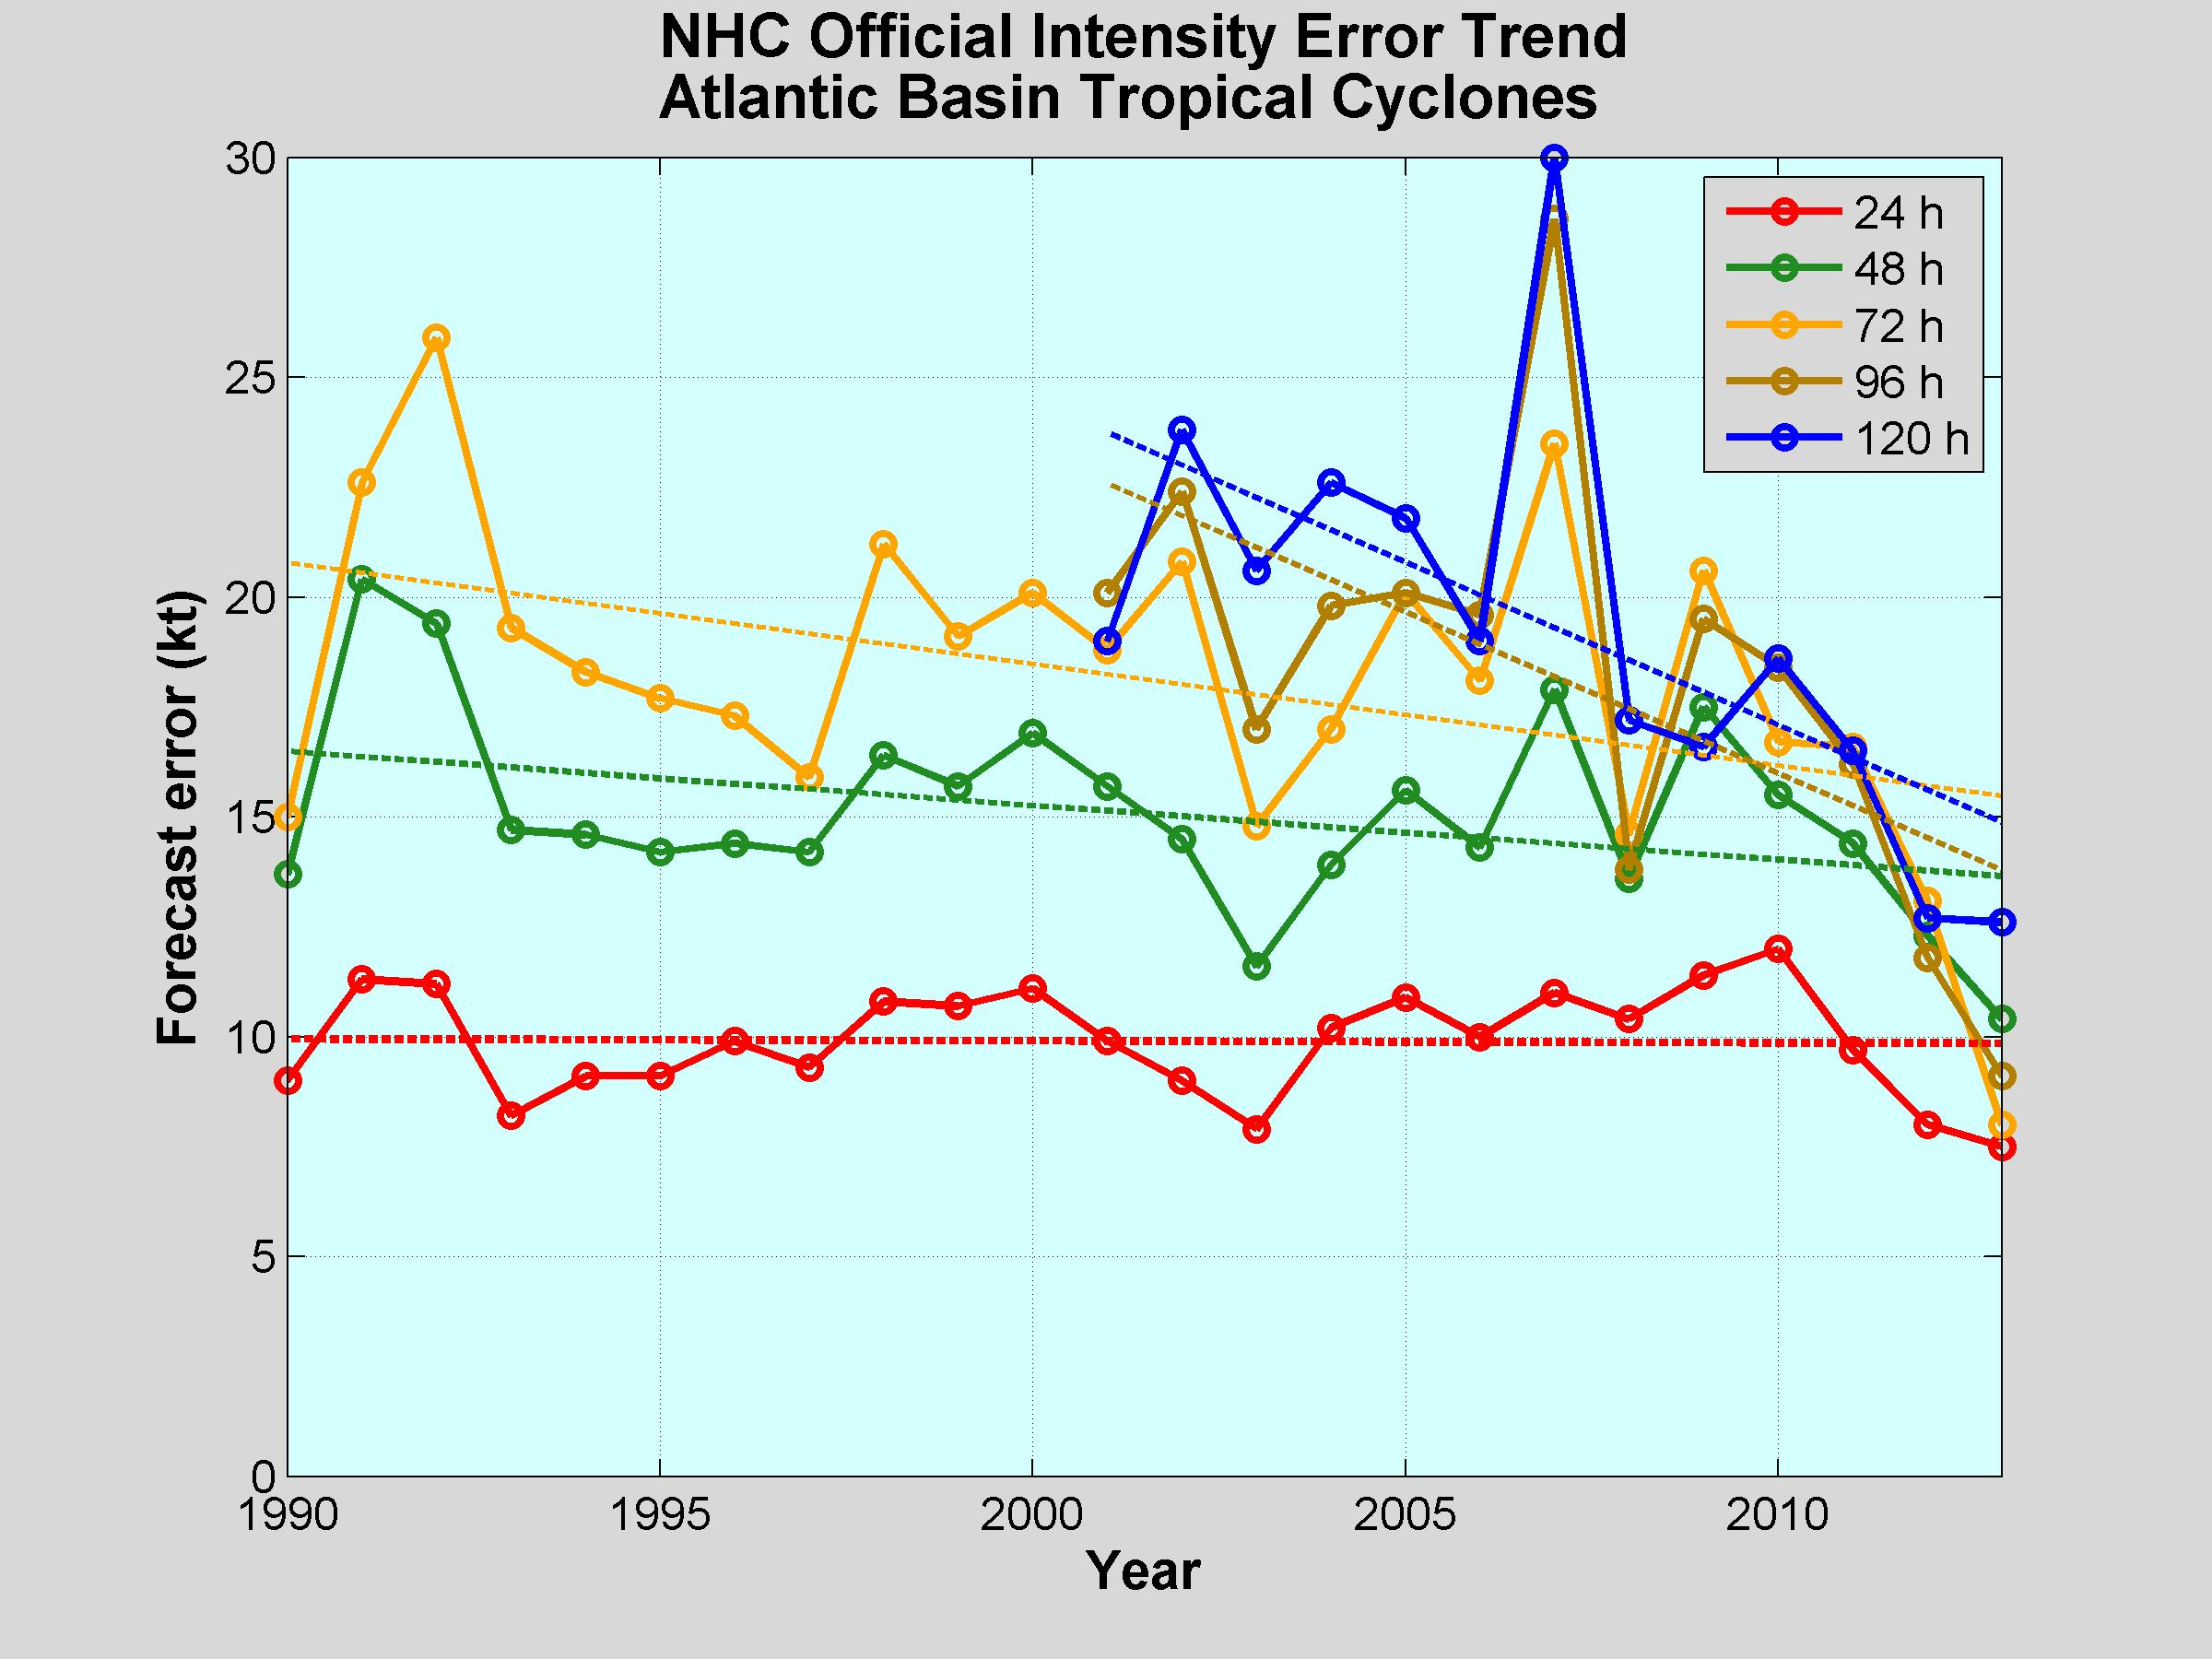 NHC Official Intensity Error Trend
Atlantic Basin Tropical Cyclones
30
25
20
15
10
5
0
Forecast error (kt)
24 h
48 h
72 h
96 h
120 h
1990 1995 2000 2005 2010
Year